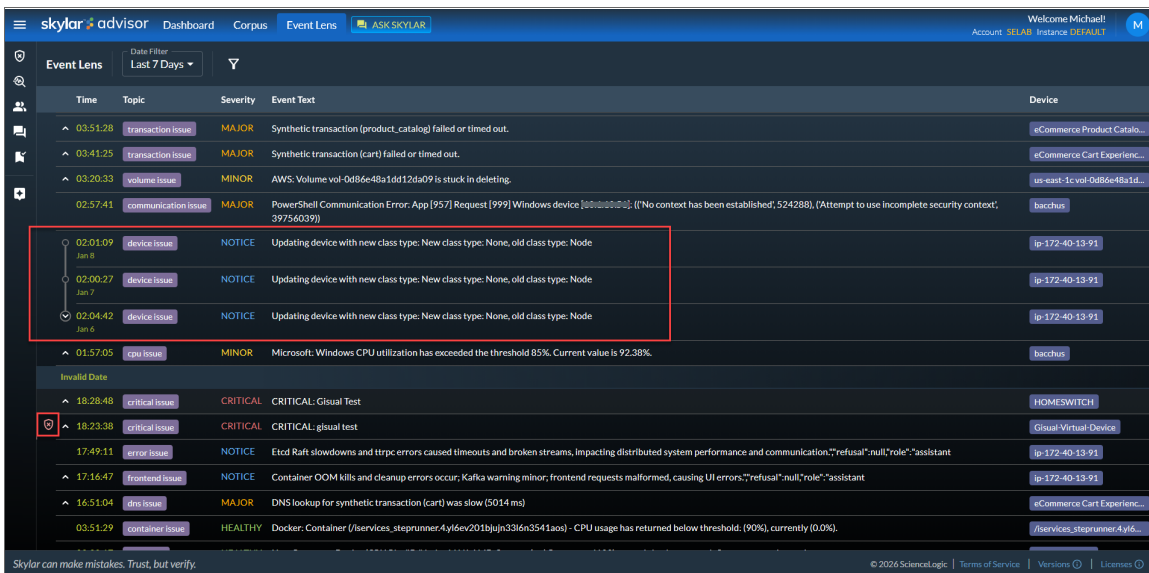 skylar advisor Dashboard Corpus Event Lens ASK SKYLAR Welcome Michael!
Account SELAB Instance DEFAULT M
Event Lens Date Filter Last 7 Days
Time Topic Severity Event Text Device
03:51:28 transaction issue MAJOR Synthetic transaction (product_catalog) failed or timed out. eCommerce Product Catalo...
03:41:25 transaction issue MAJOR Synthetic transaction (cart) failed or timed out. eCommerce Cart Experienc...
03:20:33 volume issue MINOR AWS: Volume vol-0d86e48a1dd12da09 is stuck in deleting. us-east-1c vol-0d86e48a1d...
02:57:41 communication issue MAJOR PowerShell Communication Error: App [957] Request [999] Windows device []: (('No context has been established', 524288), ('Attempt to use incomplete security context', bacchus
39756039))
02:01:09 device issue NOTICE Updating device with new class type: New class type: None, old class type: Node ip-172-40-13-91
Jan 8
02:00:27 device issue NOTICE Updating device with new class type: New class type: None, old class type: Node ip-172-40-13-91
Jan 7
02:04:42 device issue NOTICE Updating device with new class type: New class type: None, old class type: Node ip-172-40-13-91
Jan 6
01:57:05 cpu issue MINOR Microsoft: Windows CPU utilization has exceeded the threshold 85%. Current value is 92.38%. bacchus
Invalid Date
18:28:48 critical issue CRITICAL CRITICAL: Gisual Test HOMESWITCH
18:23:38 critical issue CRITICAL CRITICAL: gisual test Gisual-Virtual-Device
17:49:11 error issue NOTICE Etcd Raft slowdowns and ttrpc errors caused timeouts and broken streams, impacting distributed system performance and communication.","refusal":null,"role":"assistant ip-172-40-13-91
17:16:47 frontend issue NOTICE Container OOM kills and cleanup errors occur; Kafka warning minor; frontend requests malformed, causing UI errors.","refusal":null,"role":"assistant ip-172-40-13-91
16:51:04 dns issue MAJOR DNS lookup for synthetic transaction (cart) was slow (5014 ms) eCommerce Cart Experienc...
03:51:29 container issue HEALTHY Docker: Container (/iservices_steprunner.4.yl6ev201bjujn33l6n3541aos) - CPU usage has returned below threshold: (90%), currently (0.0%). /iservices_steprunner.4.yl6...
Skylar can make mistakes. Trust, but verify. © 2026 ScienceLogic | Terms of Service | Versions | Licenses